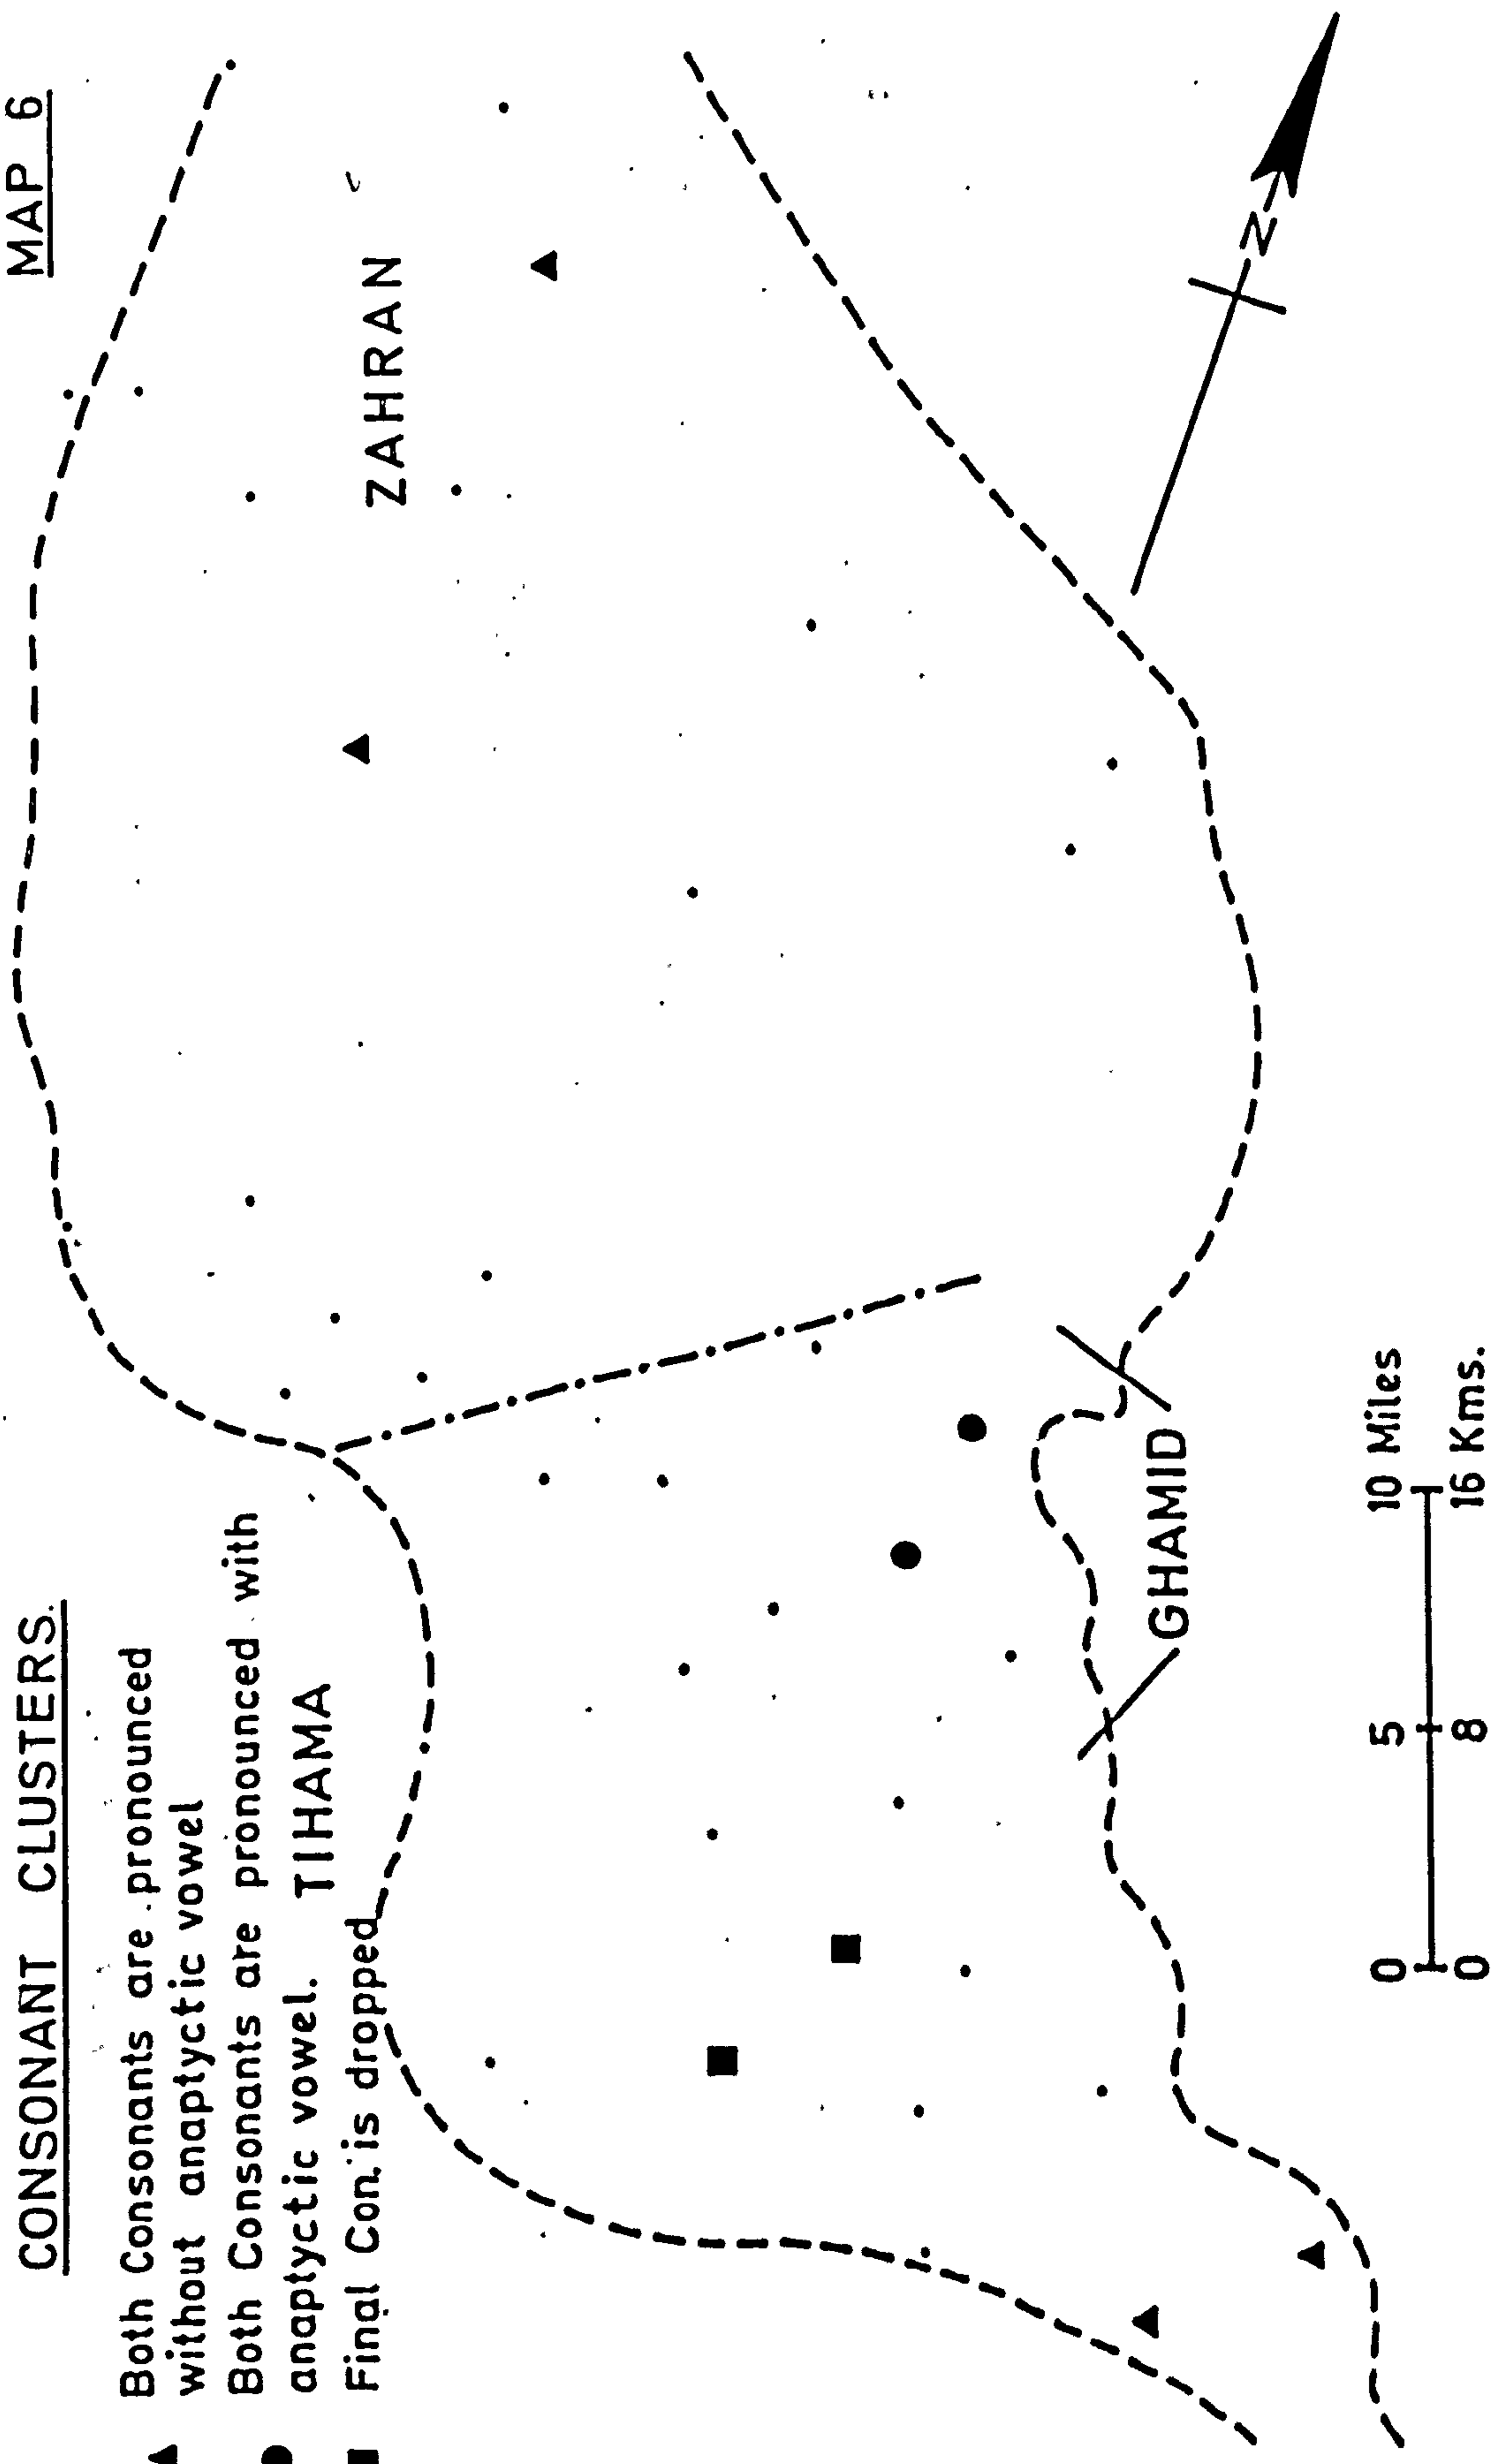 MAP 6
CONSONANT CLUSTERS.
Both Consonants are pronounced
without anaptyctic vowel
Both Consonants are pronounced with
anaptyctic vowel.
Final Con. is dropped
TIHAMA
ZAHRAN
GHAMID
N
0 5 10 Miles
0 8 16 Kms.